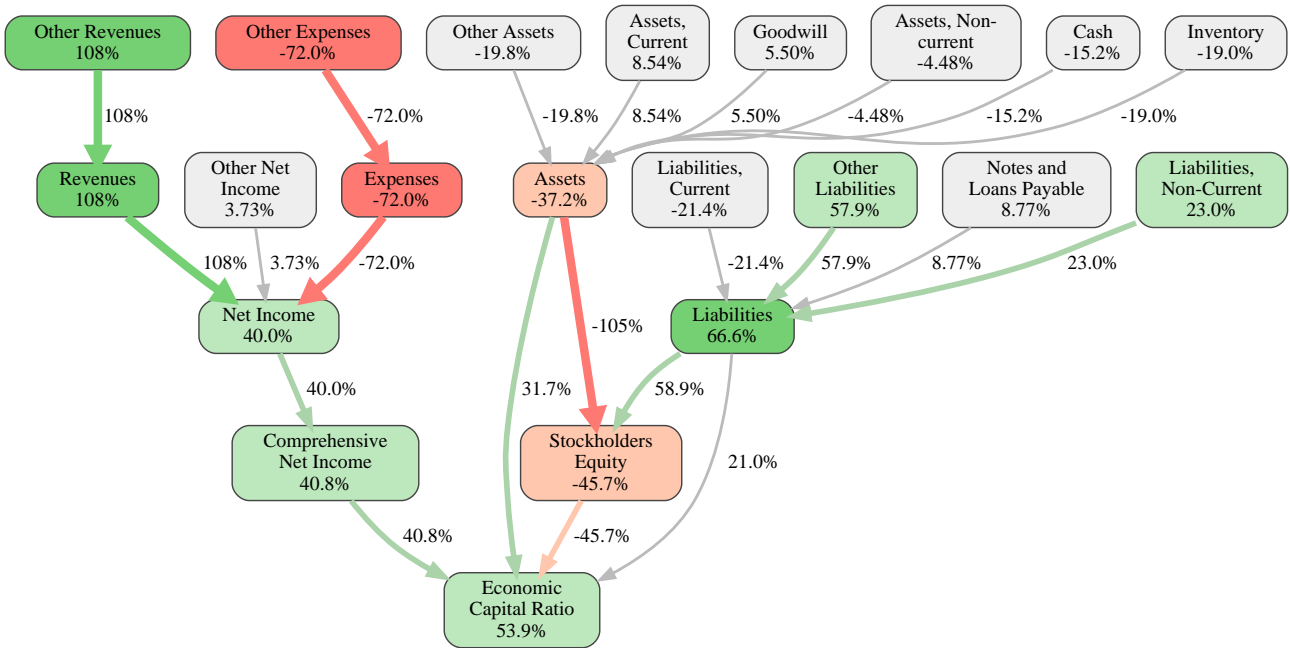 Other Revenues
108%
Other Expenses
-72.0%
Other Assets
-19.8%
Assets,
Current
8.54%
Goodwill
5.50%
Assets, Non-
current
-4.48%
Cash
-15.2%
Inventory
-19.0%
108%
-72.0%
-19.8%
8.54%
5.50%
-4.48%
-15.2%
-19.0%
Revenues
108%
Other Net
Income
3.73%
Expenses
-72.0%
Assets
-37.2%
Liabilities,
Current
-21.4%
Other
Liabilities
57.9%
Notes and
Loans Payable
8.77%
Liabilities,
Non-Current
23.0%
108%
3.73%
-72.0%
-21.4%
57.9%
8.77%
23.0%
Net Income
40.0%
-105%
Liabilities
66.6%
40.0%
31.7%
58.9%
Comprehensive
Net Income
40.8%
Stockholders
Equity
-45.7%
21.0%
40.8%
-45.7%
Economic
Capital Ratio
53.9%